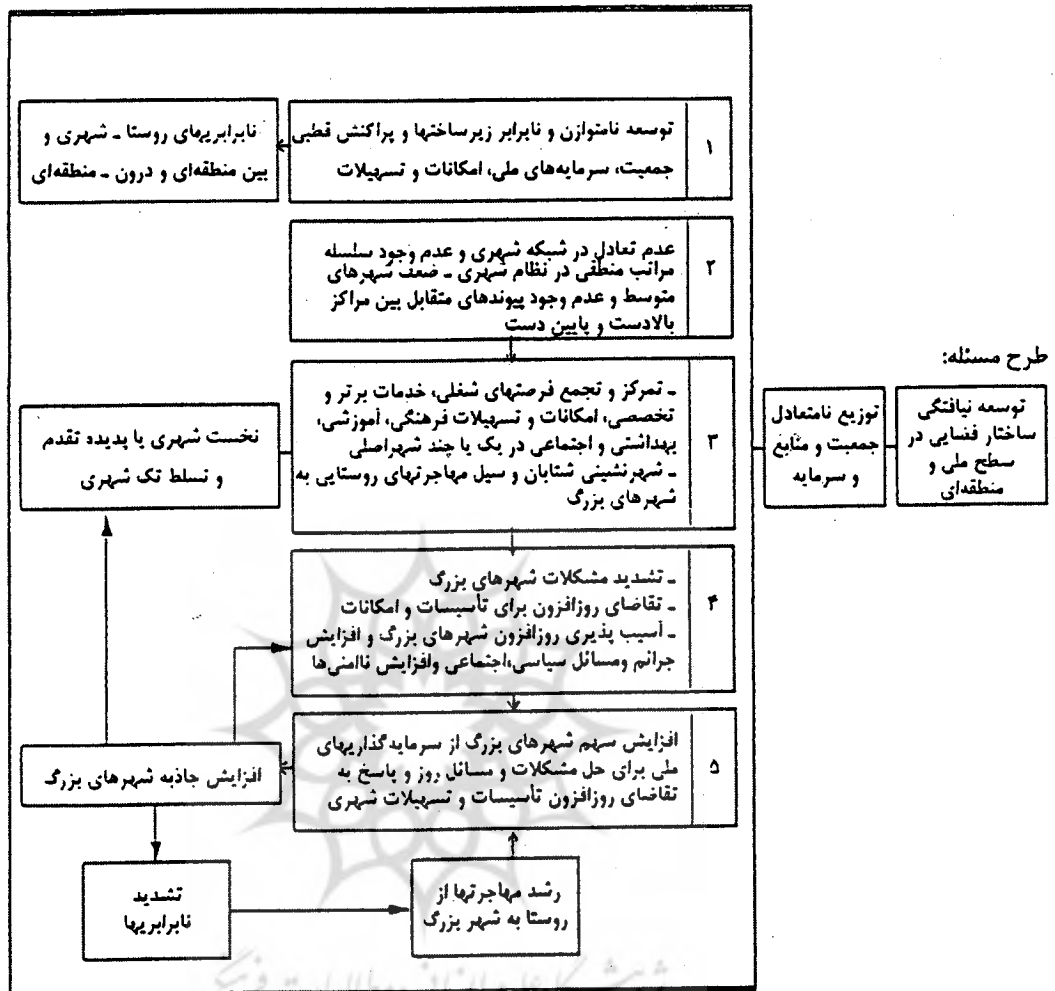 طرح مسئله:
توسعه نیافتگی
ساختار فضایی در
سطح ملی و
منطقه‌ای
توزیع نامتعادل
جمعیت و منابع
و سرمایه
۱
توسعه نامتوازن و نابرابر زیرساختها و پراکنش قطبی
جمعیت، سرمایه‌های ملی، امکانات و تسهیلات
نابرابریهای روستا ـ شهری و
بین منطقه‌ای و درون ـ منطقه‌ای
۲
عدم تعادل در شبکه شهری و عدم وجود سلسله
مراتب منطقی در نظام شهری ـ ضعف شهرهای
متوسط و عدم وجود پیوندهای متقابل بین مراکز
بالادست و پایین دست
۳
ـ تمرکز و تجمع فرصتهای شغلی، خدمات برتر و
تخصصی، امکانات و تسهیلات فرهنگی، آموزشی،
بهداشتی و اجتماعی در یک یا چند شهراصلی
ـ شهرنشینی شتابان و سیل مهاجرتهای روستایی به
شهرهای بزرگ
نخست شهری یا پدیده تقدم
و تسلط تک شهری
۴
ـ تشدید مشکلات شهرهای بزرگ
ـ تقاضای روزافزون برای تأسیسات و امکانات
ـ آسیب پذیری روزافزون شهرهای بزرگ و افزایش
جرائم ومسائل سیاسی،اجتماعی وافزایش ناامنی‌ها
۵
افزایش سهم شهرهای بزرگ از سرمایه‌گذاریهای
ملی برای حل مشکلات و مسائل روز و پاسخ به
تقاضای روزافزون تأسیسات و تسهیلات شهری
افزایش جاذبه شهرهای بزرگ
تشدید
نابرابریها
رشد مهاجرتها از
روستا به شهر بزرگ